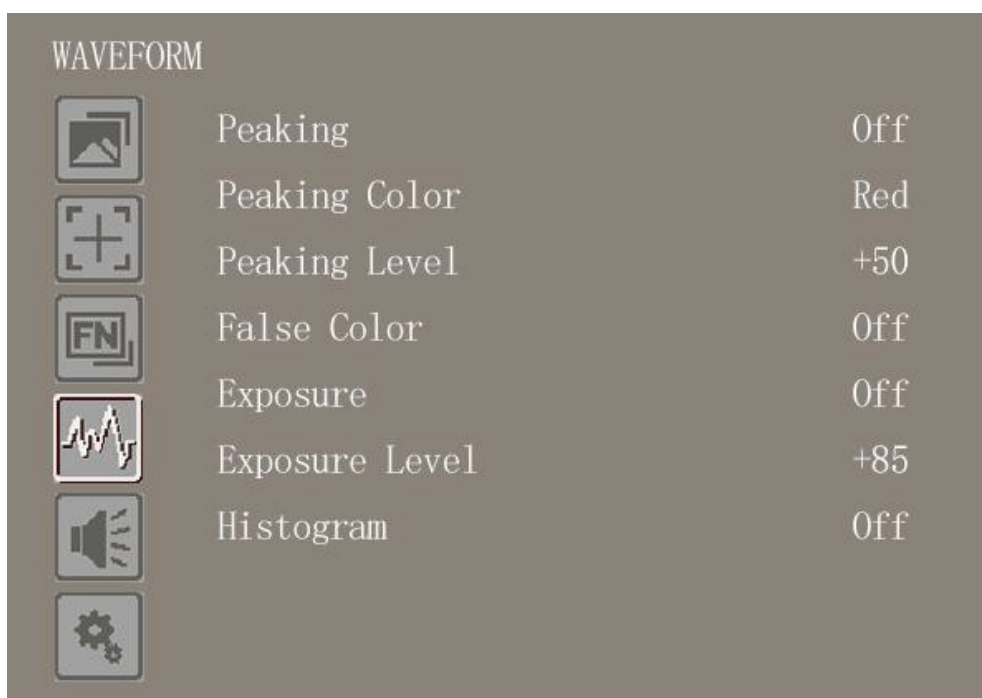 WAVEFORM
Peaking Off
Peaking Color Red
Peaking Level +50
FN
False Color Off
Exposure Off
Exposure Level +85
Histogram Off